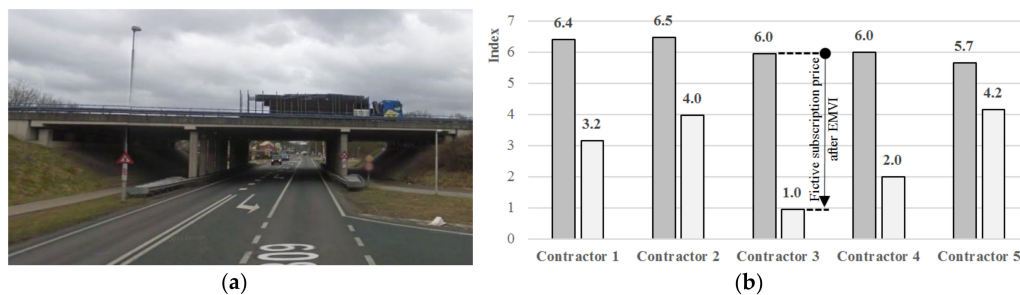 309
(a)
Index
7
6
5
4
3
2
1
0
6.4
3.2
6.5
4.0
6.0
1.0
6.0
2.0
5.7
4.2
Fictive subscription price
after EMVI
Contractor 1
Contractor 2
Contractor 3
Contractor 4
Contractor 5
(b)